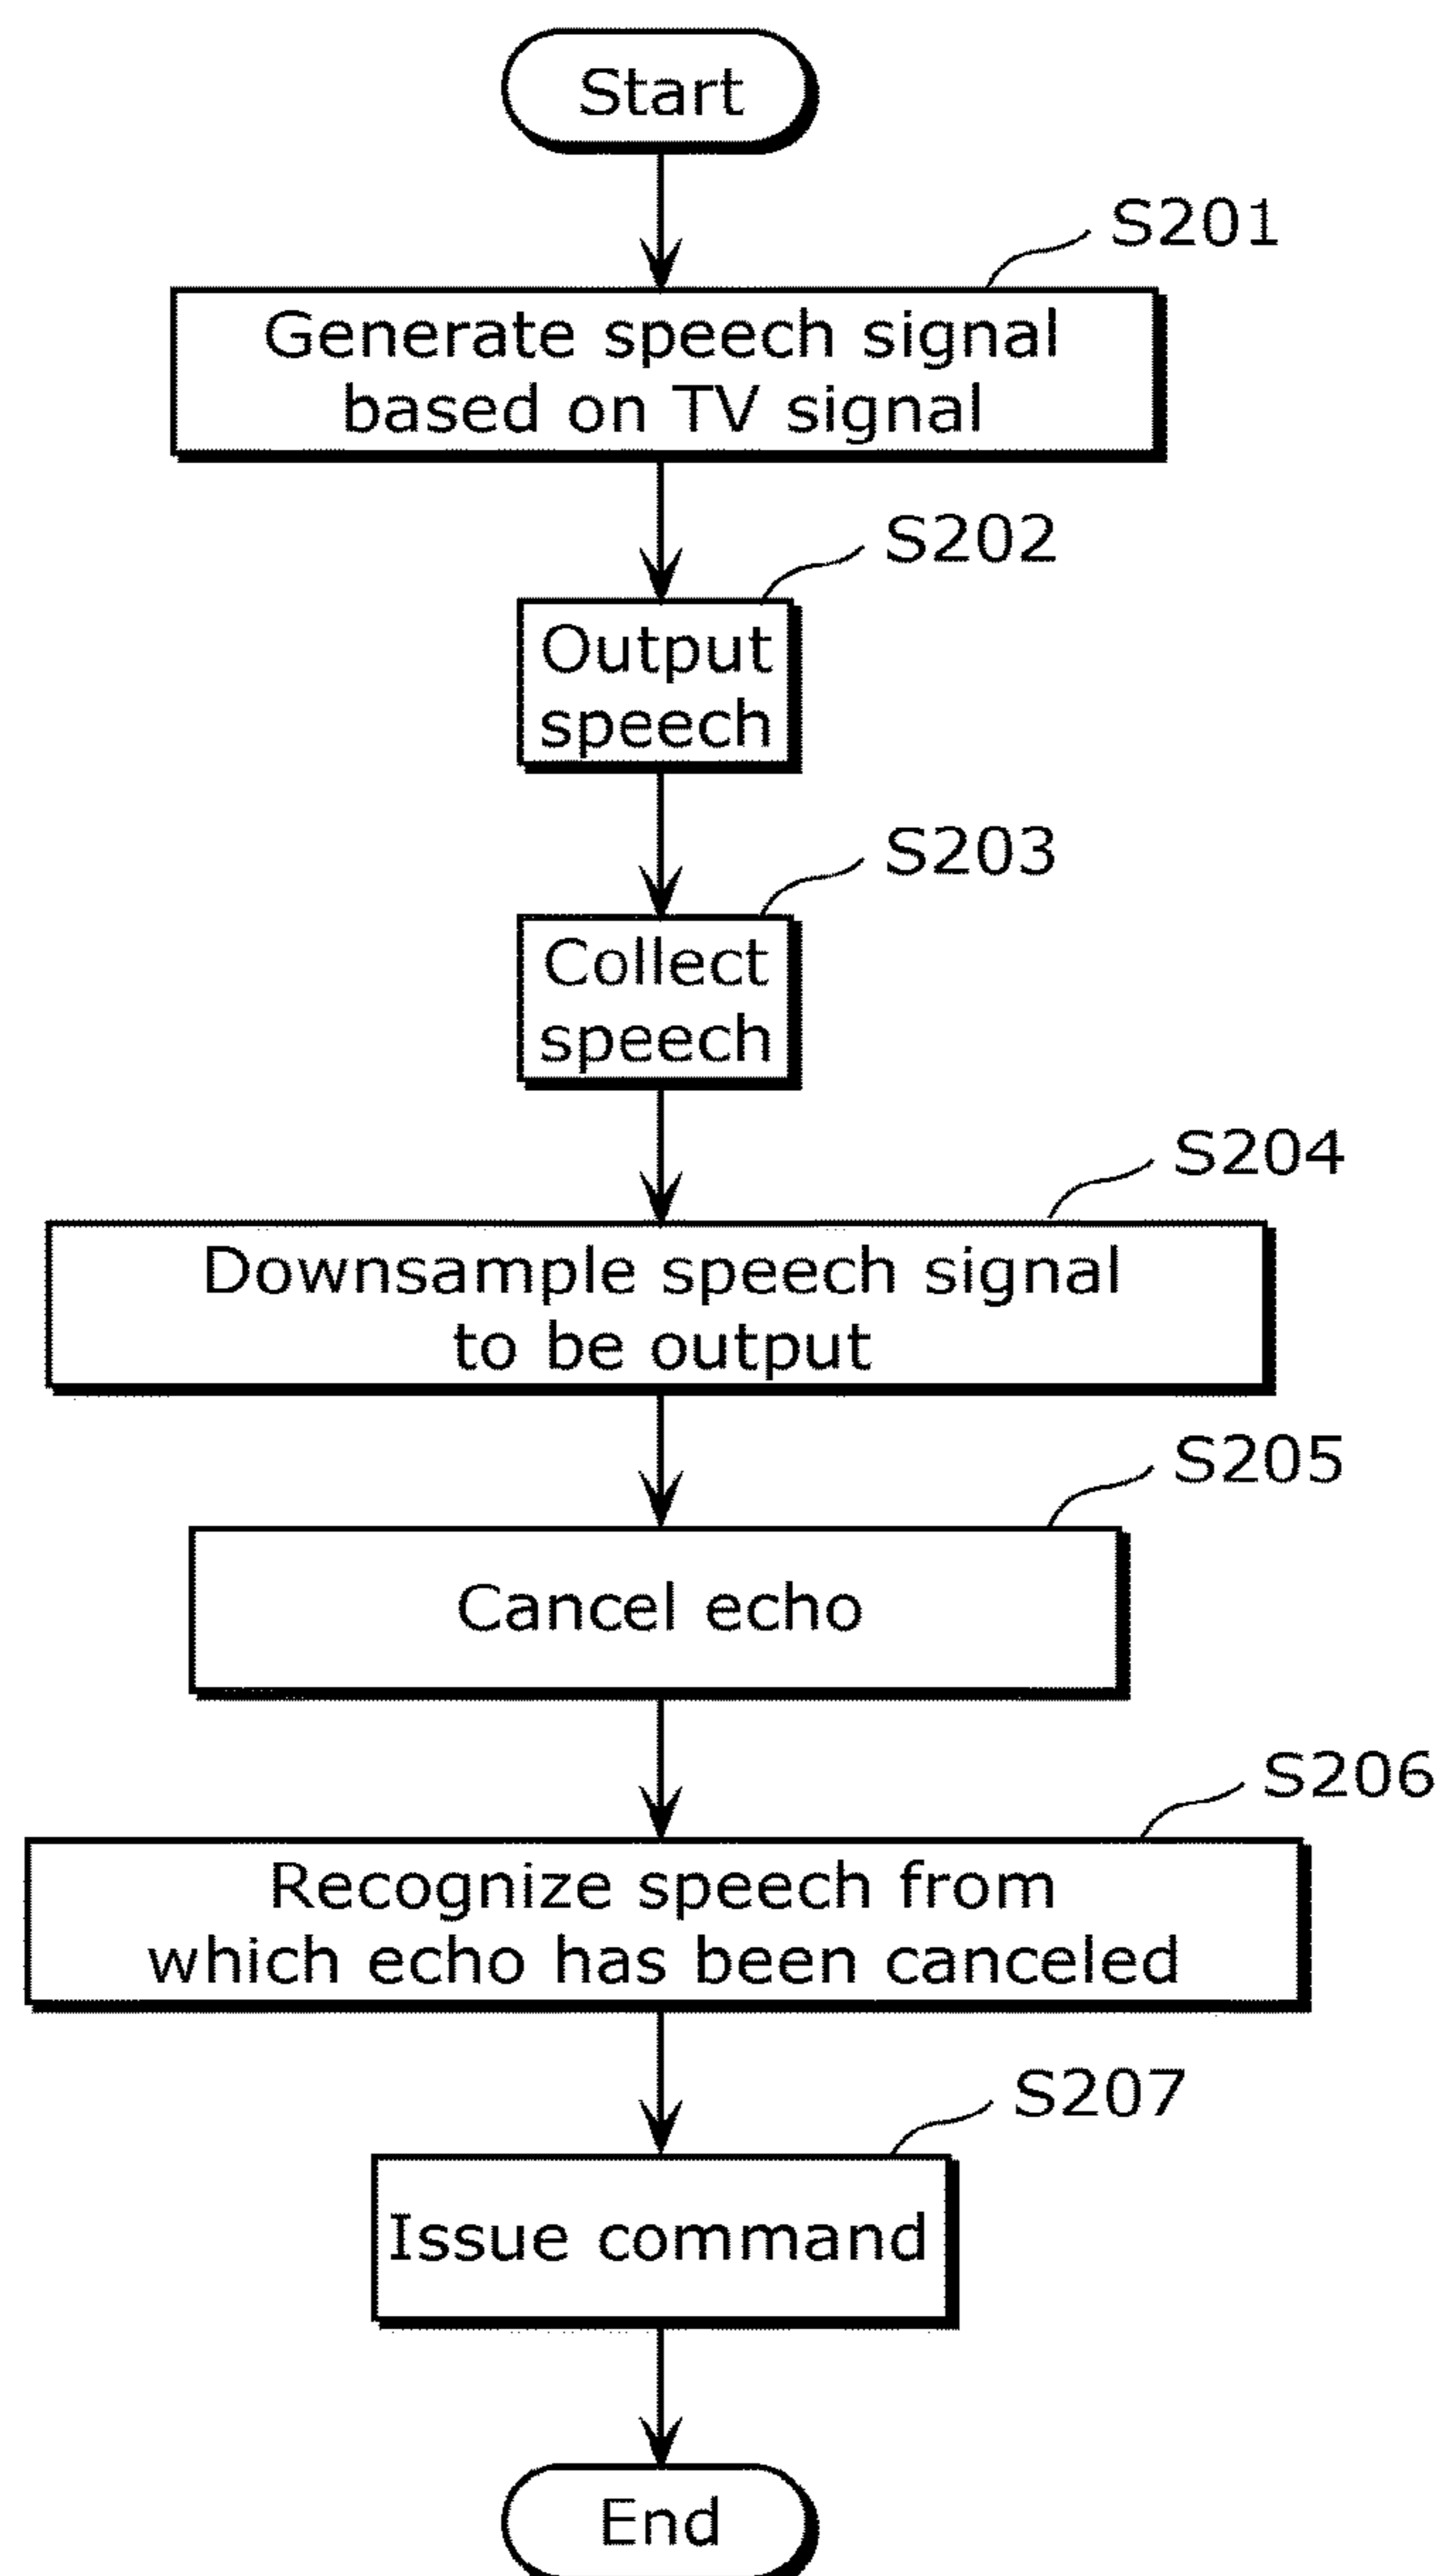 Start
S201
Generate speech signal
based on TV signal
S202
Output
speech
S203
Collect
speech
S204
Downsample speech signal
to be output
S205
Cancel echo
S206
Recognize speech from
which echo has been canceled
S207
Issue command
End